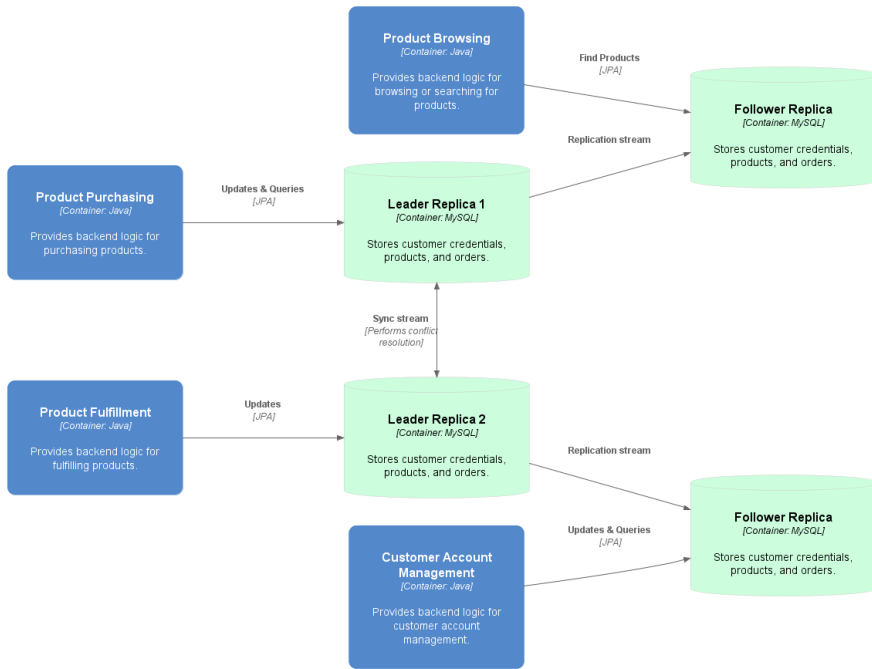 Product Browsing
[Container: Java]
Provides backend logic for
browsing or searching for
products.
Find Products
[JPA]
Follower Replica
[Container: MySQL]
Stores customer credentials,
products, and orders.
Replication stream
Product Purchasing
[Container: Java]
Provides backend logic for
purchasing products.
Updates & Queries
[JPA]
Leader Replica 1
[Container: MySQL]
Stores customer credentials,
products, and orders.
Sync stream
[Performs conflict
resolution]
Product Fulfillment
[Container: Java]
Provides backend logic for
fulfilling products.
Updates
[JPA]
Leader Replica 2
[Container: MySQL]
Stores customer credentials,
products, and orders.
Replication stream
Follower Replica
[Container: MySQL]
Stores customer credentials,
products, and orders.
Updates & Queries
[JPA]
Customer Account
Management
[Container: Java]
Provides backend logic for
customer account
management.